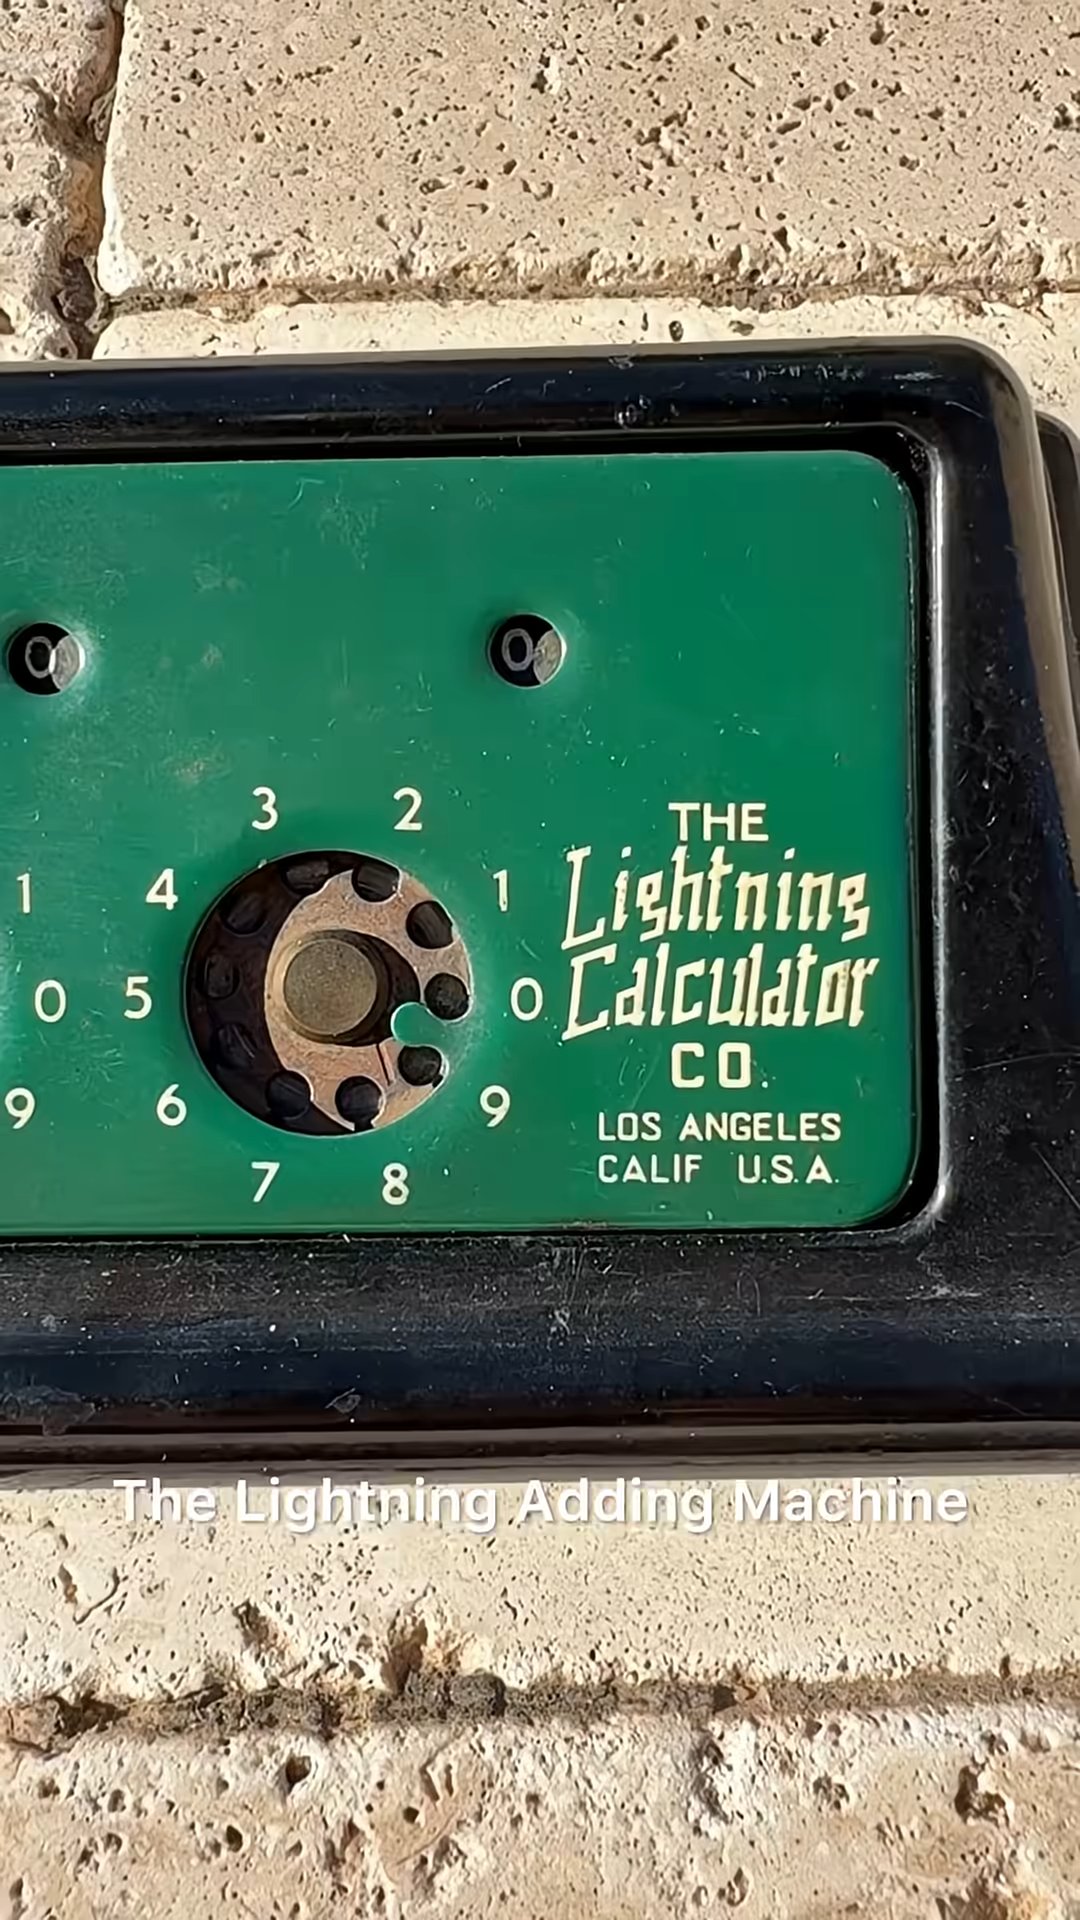 0 0
3 2
1 4 1
0 5 0
9 6 9
7 8
THE
Lightning
Calculator
CO.
LOS ANGELES
CALIF U.S.A.
The Lightning Adding Machine